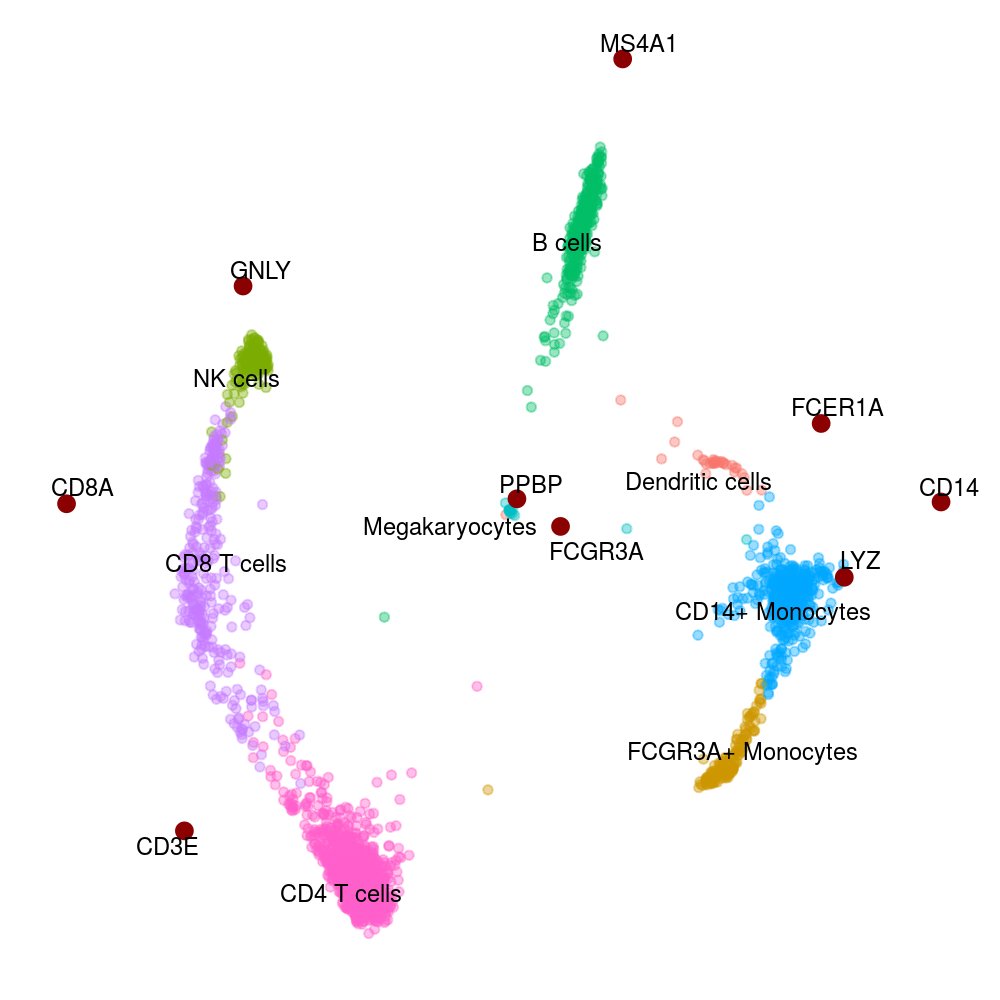 MS4A1
B cells
GNLY
NK cells
FCER1A
CD8A
PPBP
Dendritic cells
CD14
Megakaryocytes
FCGR3A
CD8 T cells
LYZ
CD14+ Monocytes
FCGR3A+ Monocytes
CD3E
CD4 T cells